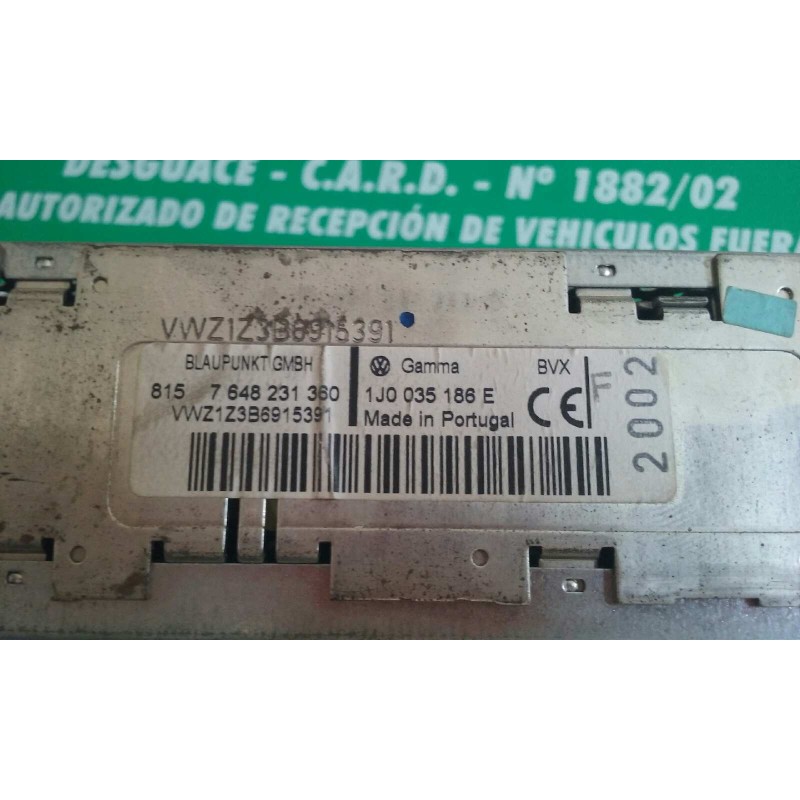 DESGUACE - C.A.R.D. - Nº 1882/02
AUTORIZADO DE RECEPCIÓN DE VEHICULOS FUERA
VWZ1Z3B6915391
BLAUPUNKT GMBH
815 7 648 231 360
VWZ1Z3B6915391
Gamma BVX
1J0 035 186 E
Made in Portugal CE
F
2002